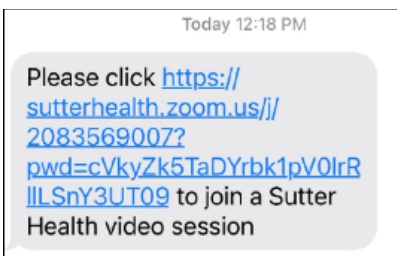 Today 12:18 PM
Please click https://
sutterhealth.zoom.us/j/
2083569007?
pwd=cVkyZk5TaDYrbk1pV0lrR
llLSnY3UT09 to join a Sutter
Health video session